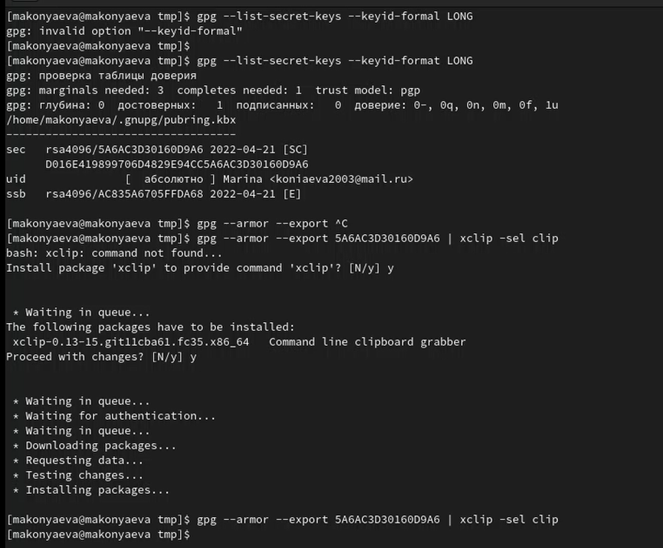 [makonyaeva@makonyaeva tmp]$ gpg --list-secret-keys --keyid-formal LONG
gpg: invalid option "--keyid-formal"
[makonyaeva@makonyaeva tmp]$
[makonyaeva@makonyaeva tmp]$ gpg --list-secret-keys --keyid-format LONG
gpg: проверка таблицы доверия
gpg: marginals needed: 3  completes needed: 1  trust model: pgp
gpg: глубина: 0  достоверных:   1  подписанных:   0  доверие: 0-, 0q, 0n, 0m, 0f, 1u
/home/makonyaeva/.gnupg/pubring.kbx
-----------------------------------
sec   rsa4096/5A6AC3D30160D9A6 2022-04-21 [SC]
      D016E419899706D4829E94CC5A6AC3D30160D9A6
uid               [  абсолютно ] Marina <koniaeva2003@mail.ru>
ssb   rsa4096/AC835A6705FFDA68 2022-04-21 [E]
[makonyaeva@makonyaeva tmp]$ gpg --armor --export ^C
[makonyaeva@makonyaeva tmp]$ gpg --armor --export 5A6AC3D30160D9A6 | xclip -sel clip
bash: xclip: command not found...
Install package 'xclip' to provide command 'xclip'? [N/y] y
 * Waiting in queue...
The following packages have to be installed:
 xclip-0.13-15.git11cba61.fc35.x86_64   Command line clipboard grabber
Proceed with changes? [N/y] y
 * Waiting in queue...
 * Waiting for authentication...
 * Waiting in queue...
 * Downloading packages...
 * Requesting data...
 * Testing changes...
 * Installing packages...
[makonyaeva@makonyaeva tmp]$ gpg --armor --export 5A6AC3D30160D9A6 | xclip -sel clip
[makonyaeva@makonyaeva tmp]$